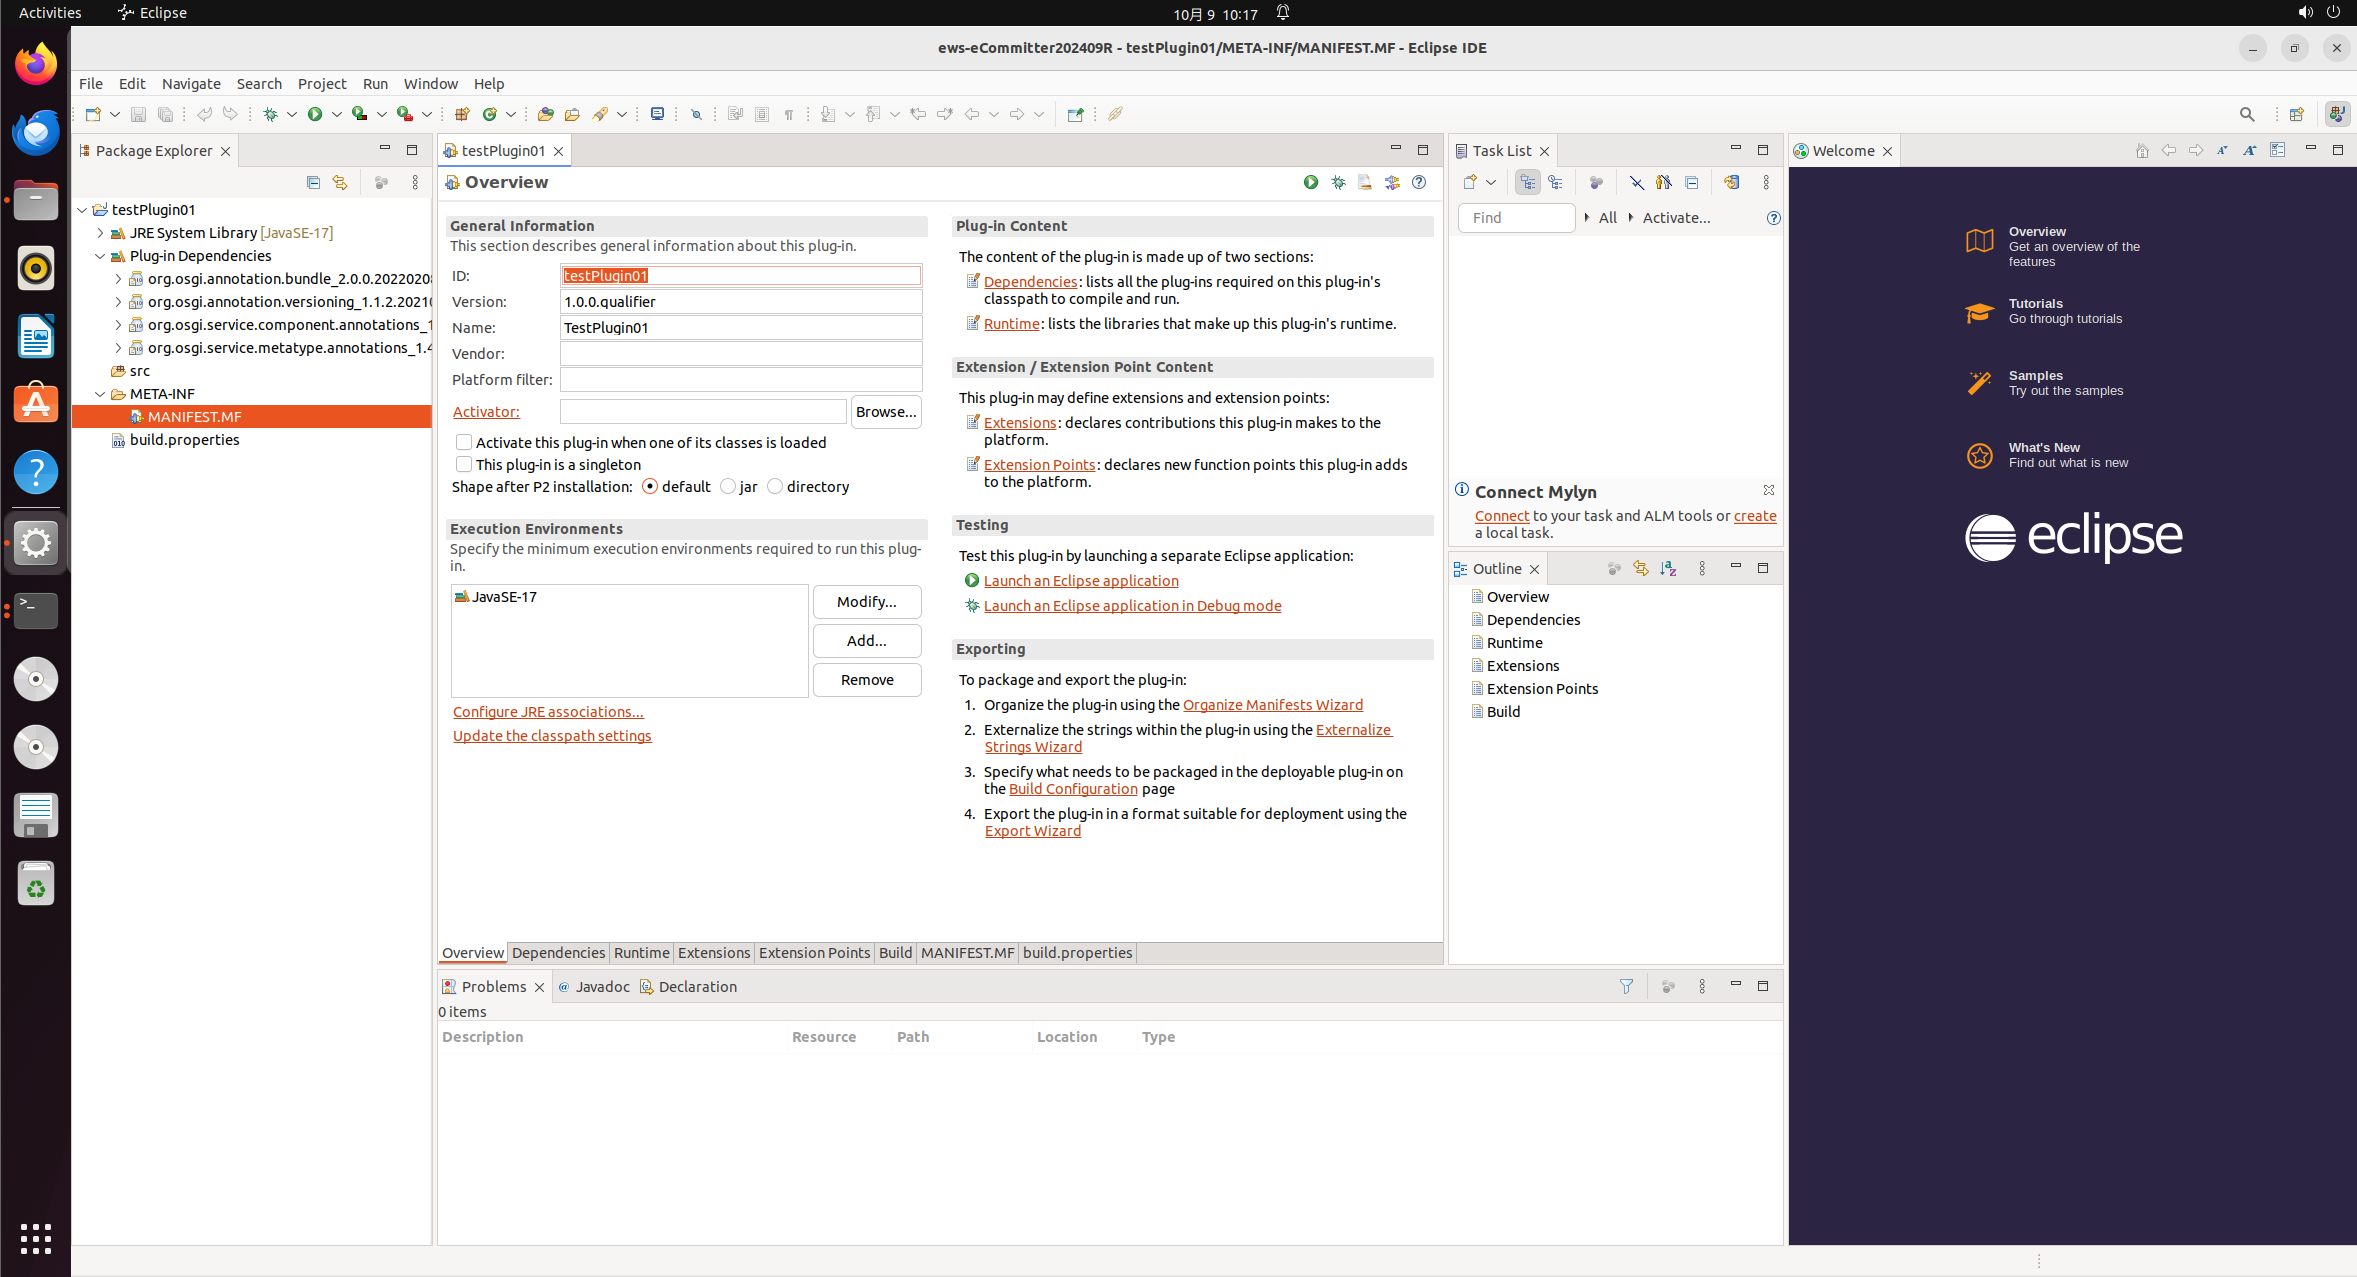 Activities
Eclipse
10月 9 10:17
ews-eCommitter202409R - testPlugin01/META-INF/MANIFEST.MF - Eclipse IDE
File Edit Navigate Search Project Run Window Help
Package Explorer
testPlugin01
JRE System Library [JavaSE-17]
Plug-in Dependencies
org.osgi.annotation.bundle_2.0.0.2022020
org.osgi.annotation.versioning_1.1.2.2021
org.osgi.service.component.annotations_1
org.osgi.service.metatype.annotations_1.4
src
META-INF
MANIFEST.MF
build.properties
testPlugin01
Overview
General Information
This section describes general information about this plug-in.
ID: testPlugin01
Version: 1.0.0.qualifier
Name: TestPlugin01
Vendor:
Platform filter:
Activator: Browse...
Activate this plug-in when one of its classes is loaded
This plug-in is a singleton
Shape after P2 installation: default jar directory
Execution Environments
Specify the minimum execution environments required to run this plug-
in.
JavaSE-17
Modify...
Add...
Remove
Configure JRE associations...
Update the classpath settings
Plug-in Content
The content of the plug-in is made up of two sections:
Dependencies: lists all the plug-ins required on this plug-in's
classpath to compile and run.
Runtime: lists the libraries that make up this plug-in's runtime.
Extension / Extension Point Content
This plug-in may define extensions and extension points:
Extensions: declares contributions this plug-in makes to the
platform.
Extension Points: declares new function points this plug-in adds
to the platform.
Testing
Test this plug-in by launching a separate Eclipse application:
Launch an Eclipse application
Launch an Eclipse application in Debug mode
Exporting
To package and export the plug-in:
1. Organize the plug-in using the Organize Manifests Wizard
2. Externalize the strings within the plug-in using the Externalize
Strings Wizard
3. Specify what needs to be packaged in the deployable plug-in on
the Build Configuration page
4. Export the plug-in in a format suitable for deployment using the
Export Wizard
Overview Dependencies Runtime Extensions Extension Points Build MANIFEST.MF build.properties
Problems Javadoc Declaration
0 items
Description Resource Path Location Type
Task List
Find All Activate...
Connect Mylyn
Connect to your task and ALM tools or create
a local task.
Outline
Overview
Dependencies
Runtime
Extensions
Extension Points
Build
Welcome
Overview
Get an overview of the
features
Tutorials
Go through tutorials
Samples
Try out the samples
What's New
Find out what is new
eclipse